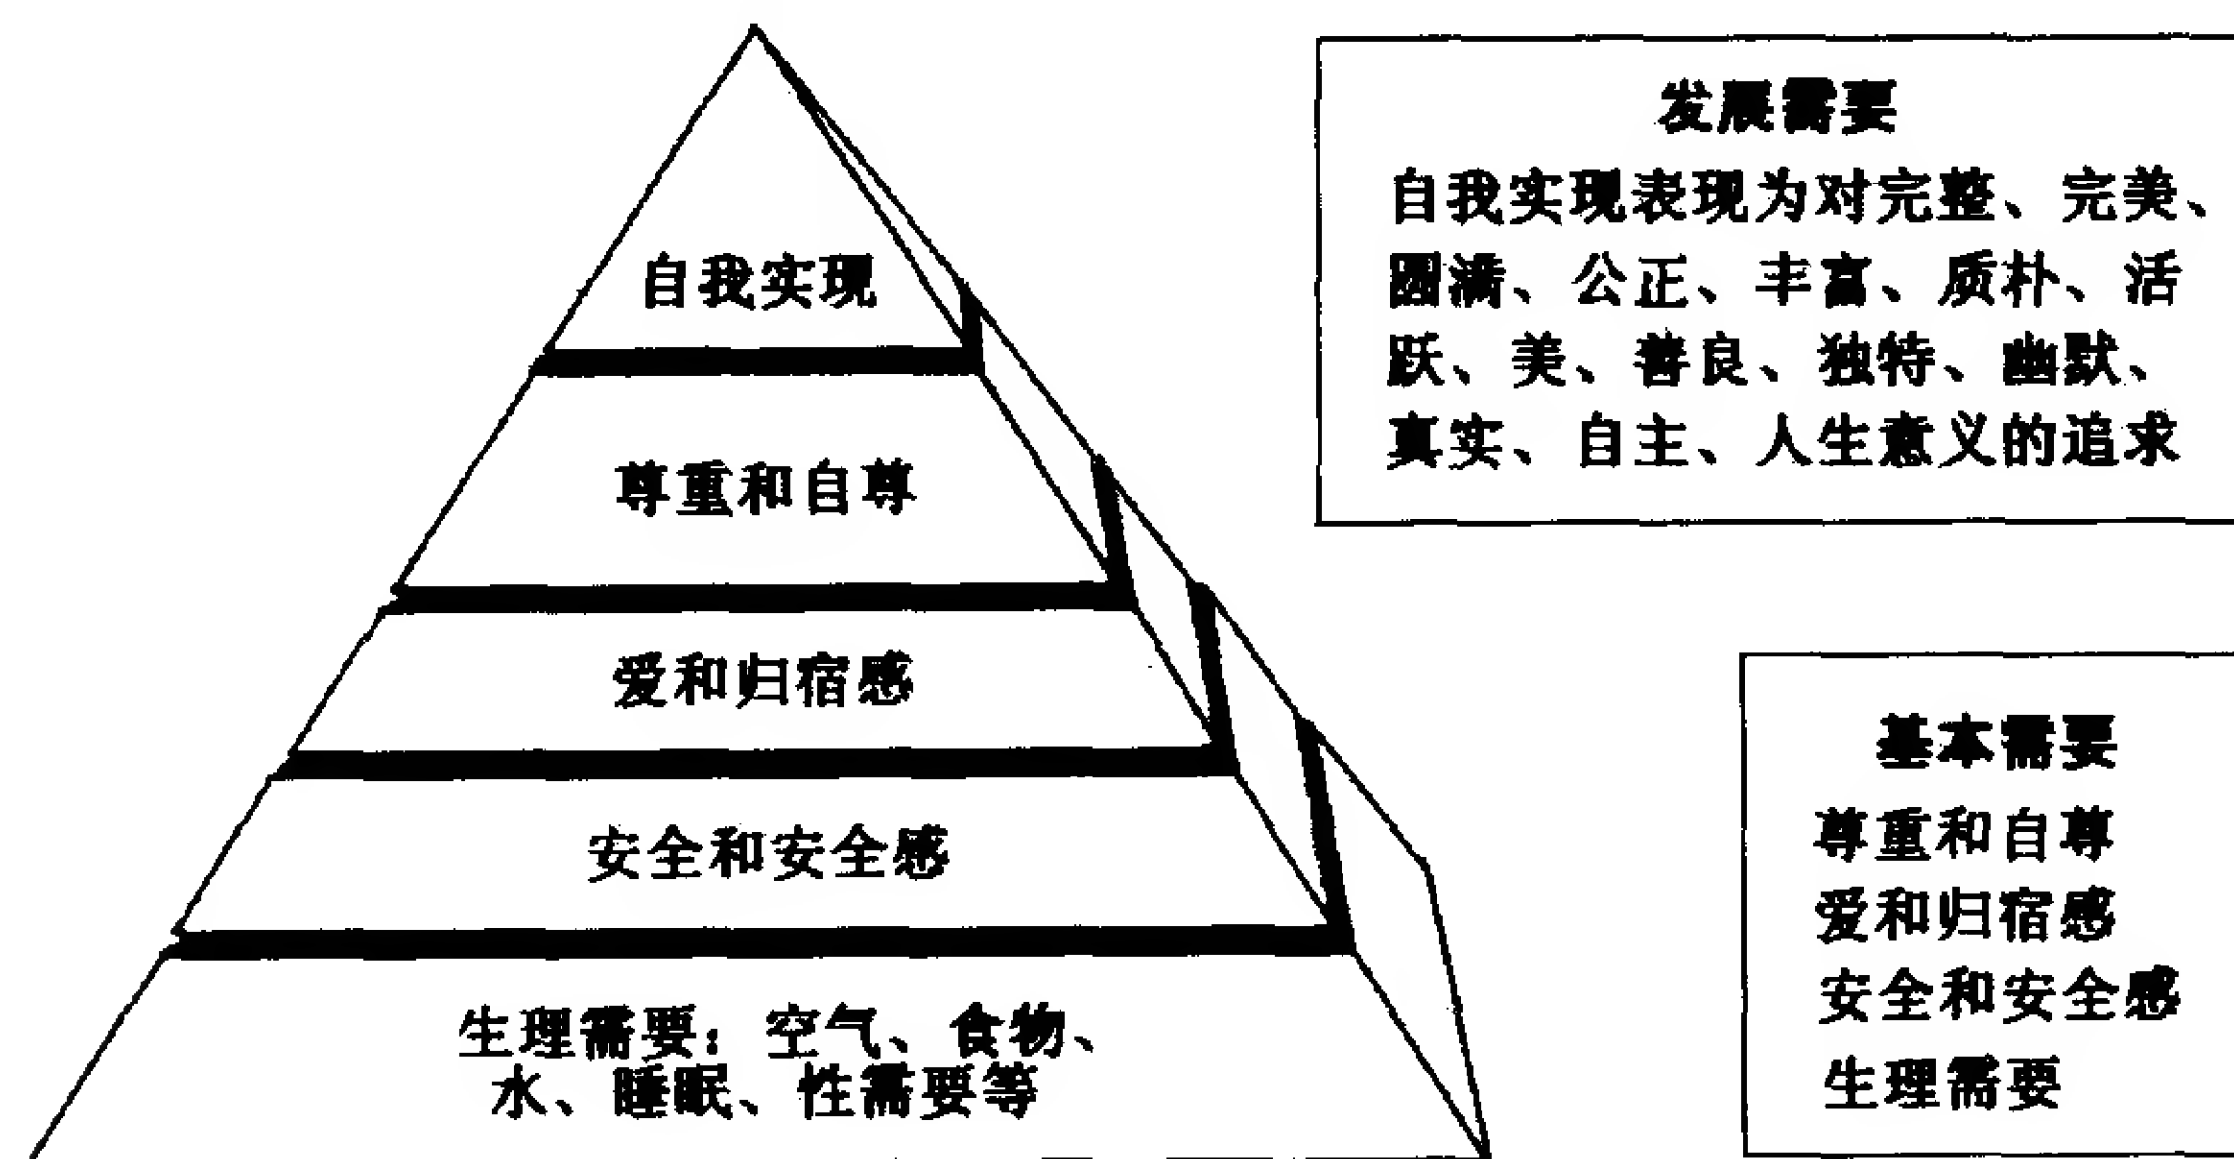 自我实现
尊重和自尊
爱和归宿感
安全和安全感
生理需要：空气、食物、
水、睡眠、性需要等
发展需要
自我实现表现为对完整、完美、
圆满、公正、丰富、质朴、活
跃、美、善良、独特、幽默、
真实、自主、人生意义的追求
基本需要
尊重和自尊
爱和归宿感
安全和安全感
生理需要